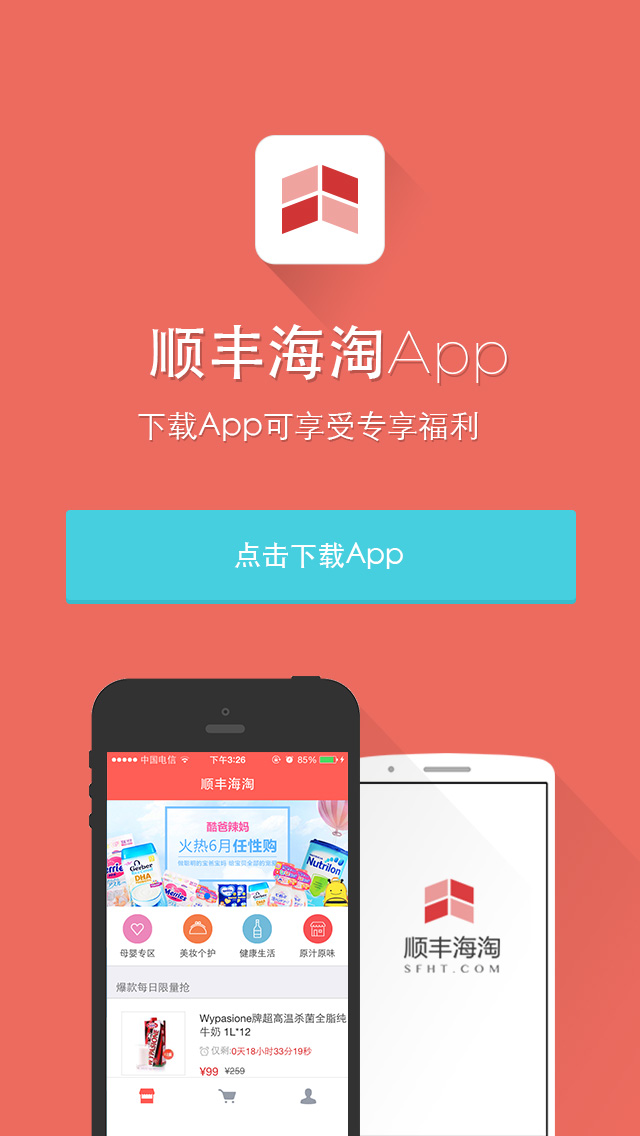 顺丰海淘App
下载App可享受专享福利
点击下载App
中国电信 下午3:26 85%
顺丰海淘
酷爸辣妈
火热6月任性购
Gerber
DHA
Merries
Nutrilon
母婴专区 美妆个护 健康生活 原汁原味
爆款每日限量抢
Wypasione牌超高温杀菌全脂纯
牛奶 1L*12
仅剩:0天18小时33分19秒
¥99 ¥259
WYPASIONE
顺丰海淘
SFHT.COM